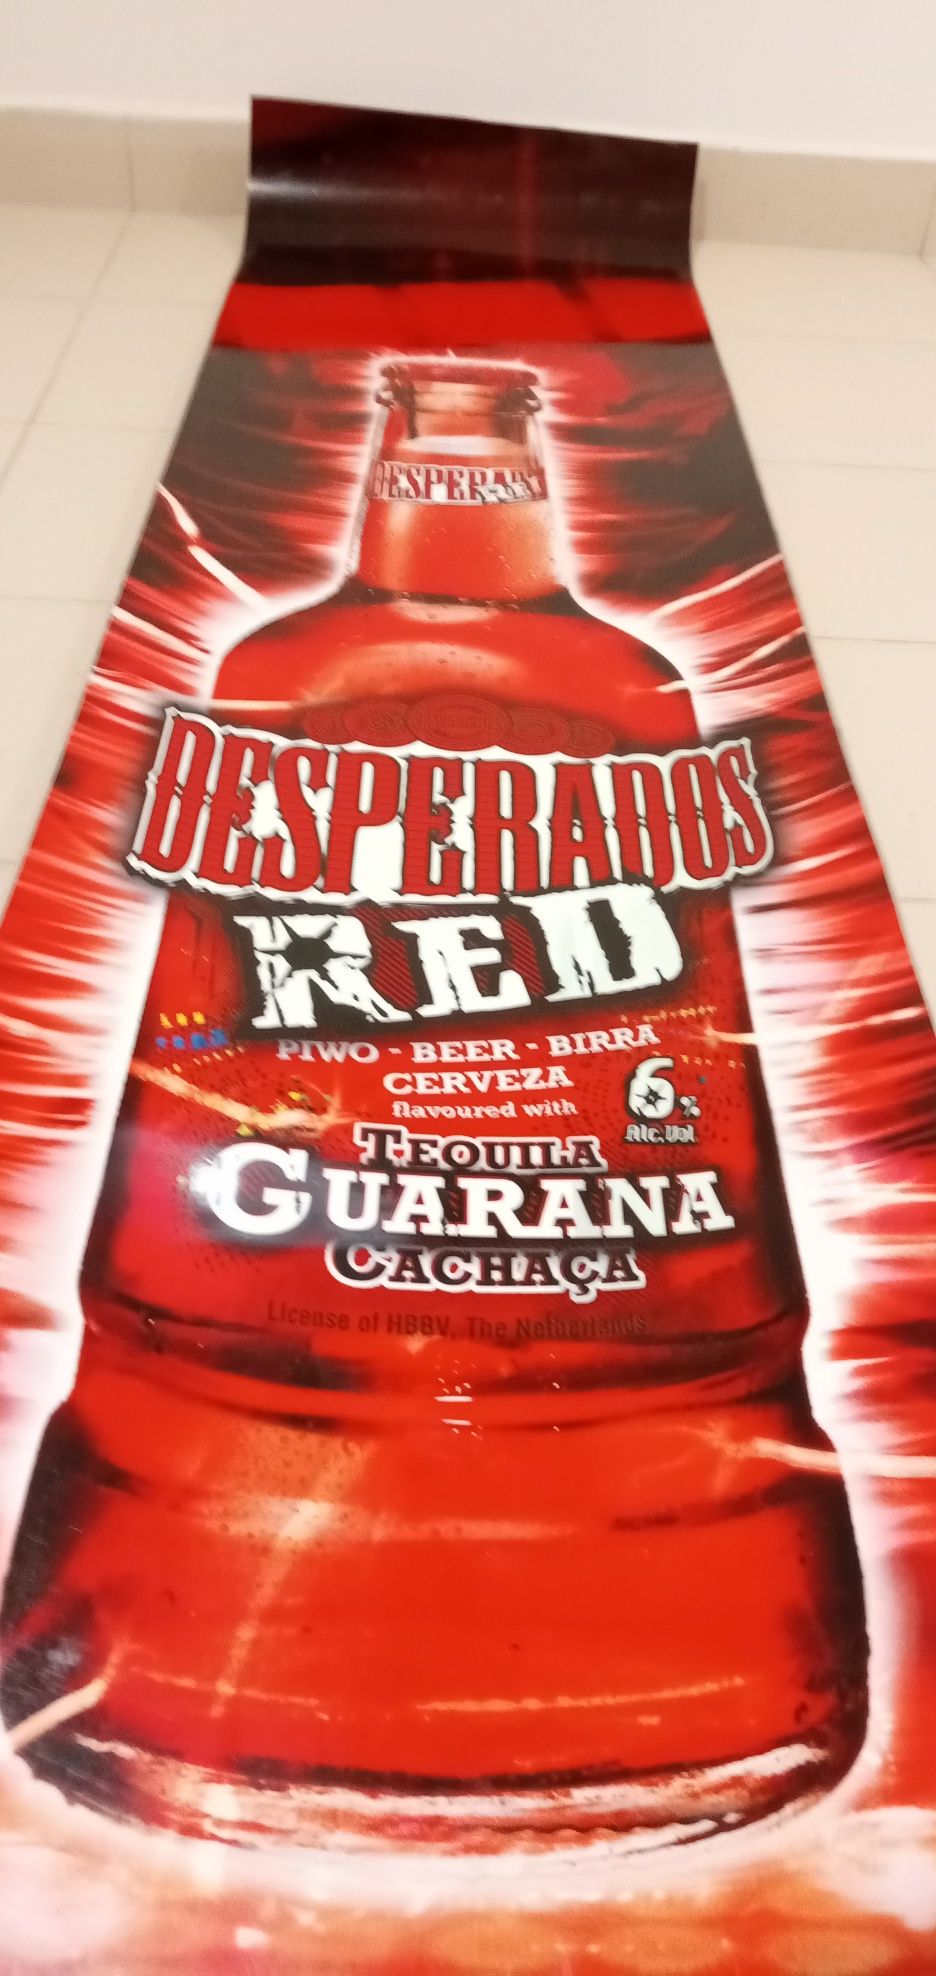 DESPERADOS
RED
PIWO - BEER - BIRRA
CERVEZA
flavoured with
6%
Alc.Vol
TEQUILA
GUARANA
CACHAÇA
License of HBBV, The Netherlands